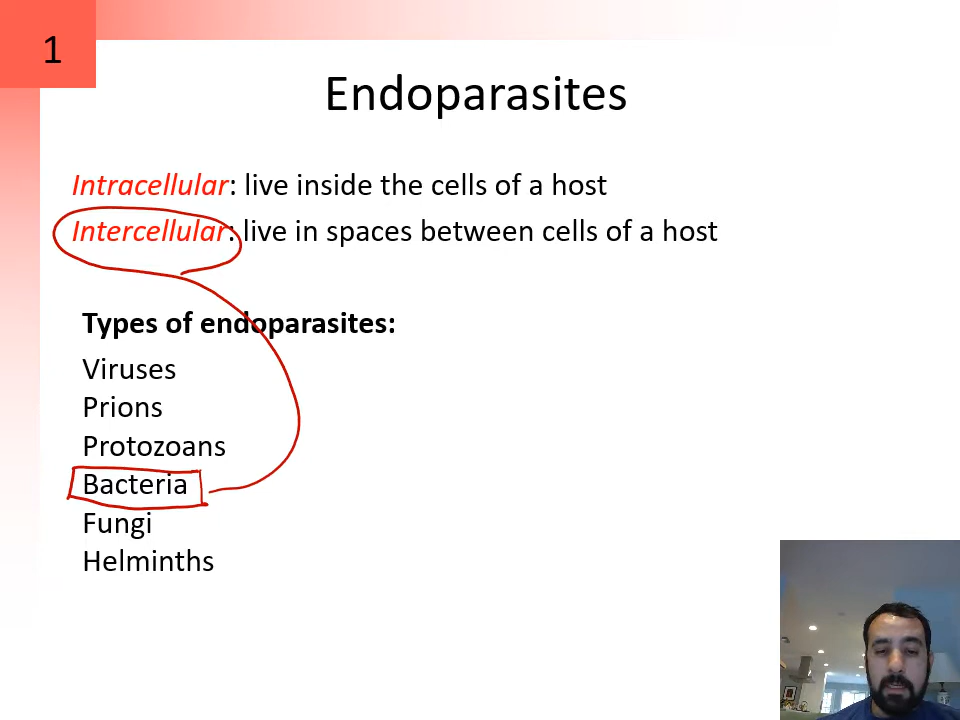 1
Endoparasites
Intracellular: live inside the cells of a host
Intercellular: live in spaces between cells of a host
Types of endoparasites:
Viruses
Prions
Protozoans
Bacteria
Fungi
Helminths